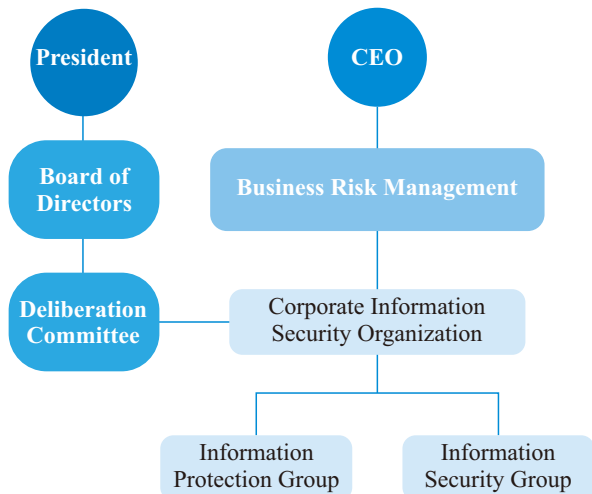 President
CEO
Board of
Directors
Business Risk Management
Deliberation
Committee
Corporate Information
Security Organization
Information
Protection Group
Information
Security Group